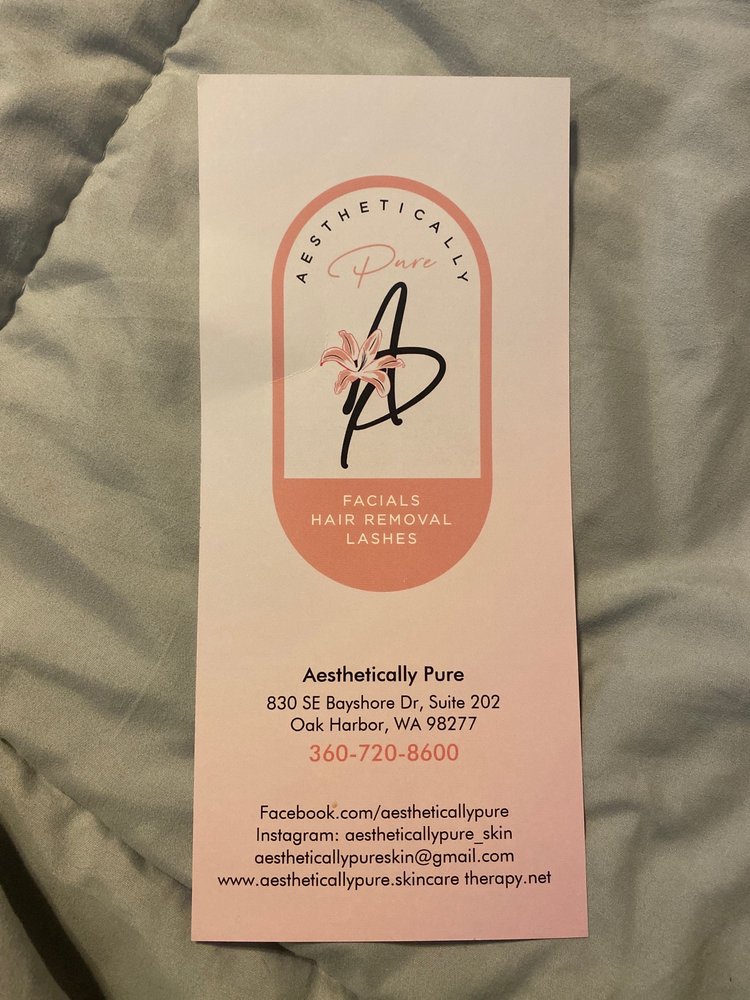 AESTHETICALLY
Pure
FACIALS
HAIR REMOVAL
LASHES
Aesthetically Pure
830 SE Bayshore Dr, Suite 202
Oak Harbor, WA 98277
360-720-8600
Facebook.com/aestheticallypure
Instagram: aestheticallypure_skin
aestheticallypureskin@gmail.com
www.aestheticallypure.skincare therapy.net